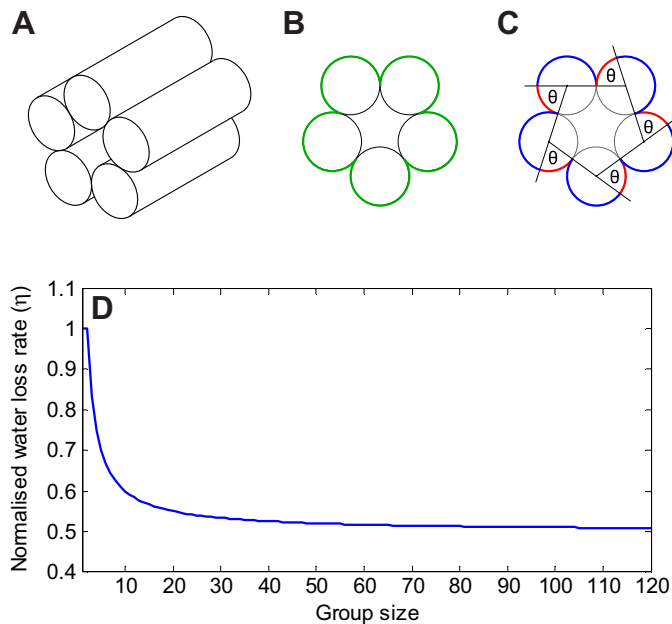 A
B
C
θ
θ
θ
θ
θ
D
Normalised water loss rate (η)
1.1
1
0.9
0.8
0.7
0.6
0.5
0.4
10
20
30
40
50
60
70
80
90
100
110
120
Group size